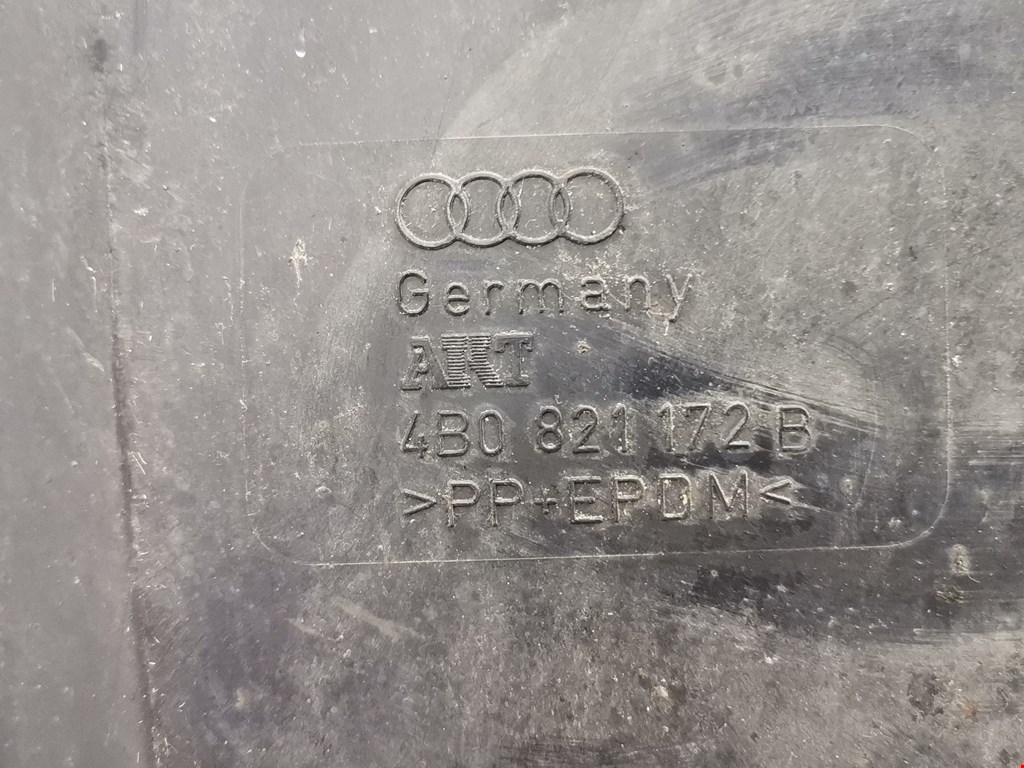 Germany
AKT
4B0 821 172 B
>PP+EPDM<